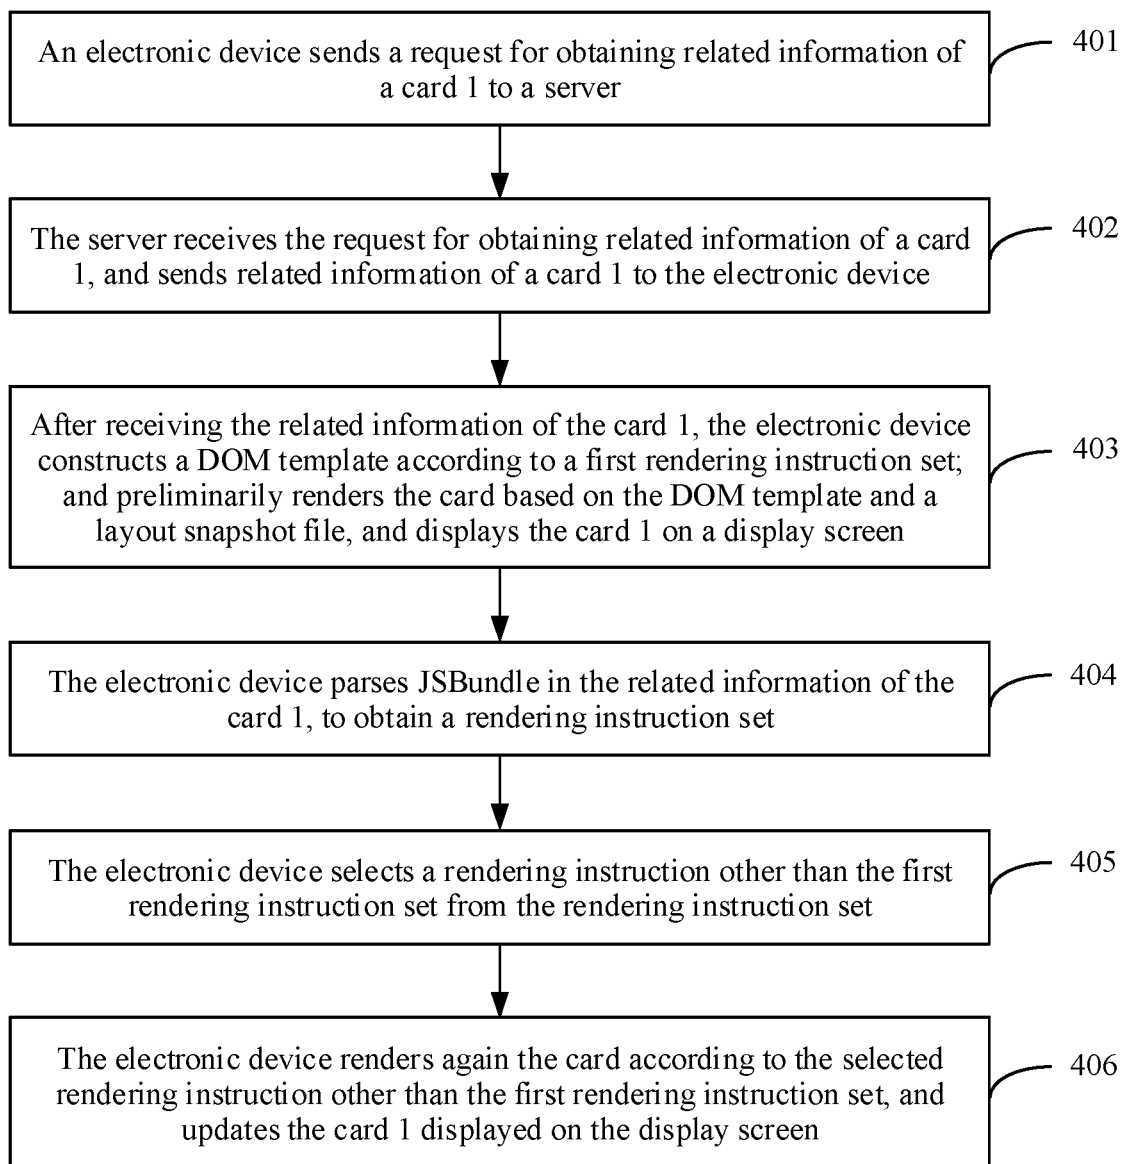 An electronic device sends a request for obtaining related information of
a card 1 to a server
401
The server receives the request for obtaining related information of a card
1, and sends related information of a card 1 to the electronic device
402
After receiving the related information of the card 1, the electronic device
constructs a DOM template according to a first rendering instruction set;
and preliminarily renders the card based on the DOM template and a
layout snapshot file, and displays the card 1 on a display screen
403
The electronic device parses JSBundle in the related information of the
card 1, to obtain a rendering instruction set
404
The electronic device selects a rendering instruction other than the first
rendering instruction set from the rendering instruction set
405
The electronic device renders again the card according to the selected
rendering instruction other than the first rendering instruction set, and
updates the card 1 displayed on the display screen
406